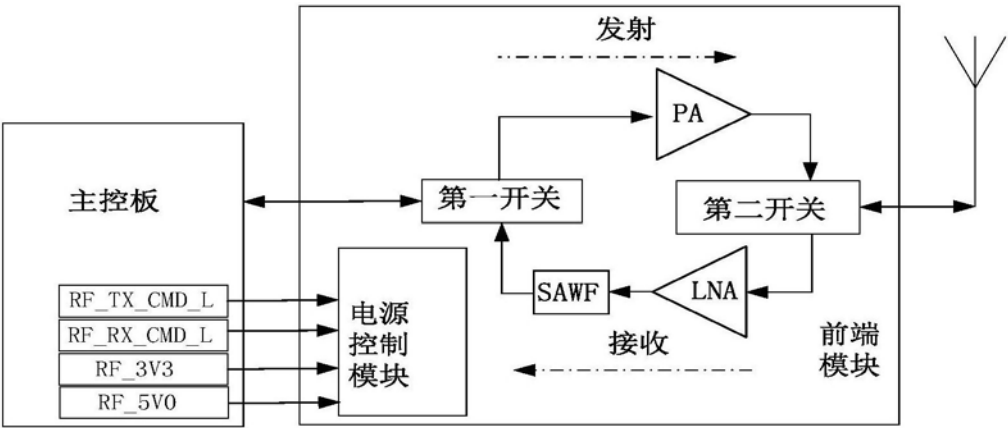 发射
PA
主控板
第一开关
第二开关
RF_TX_CMD_L
RF_RX_CMD_L
RF_3V3
RF_5V0
电源
控制
模块
SAWF
LNA
接收
前端
模块